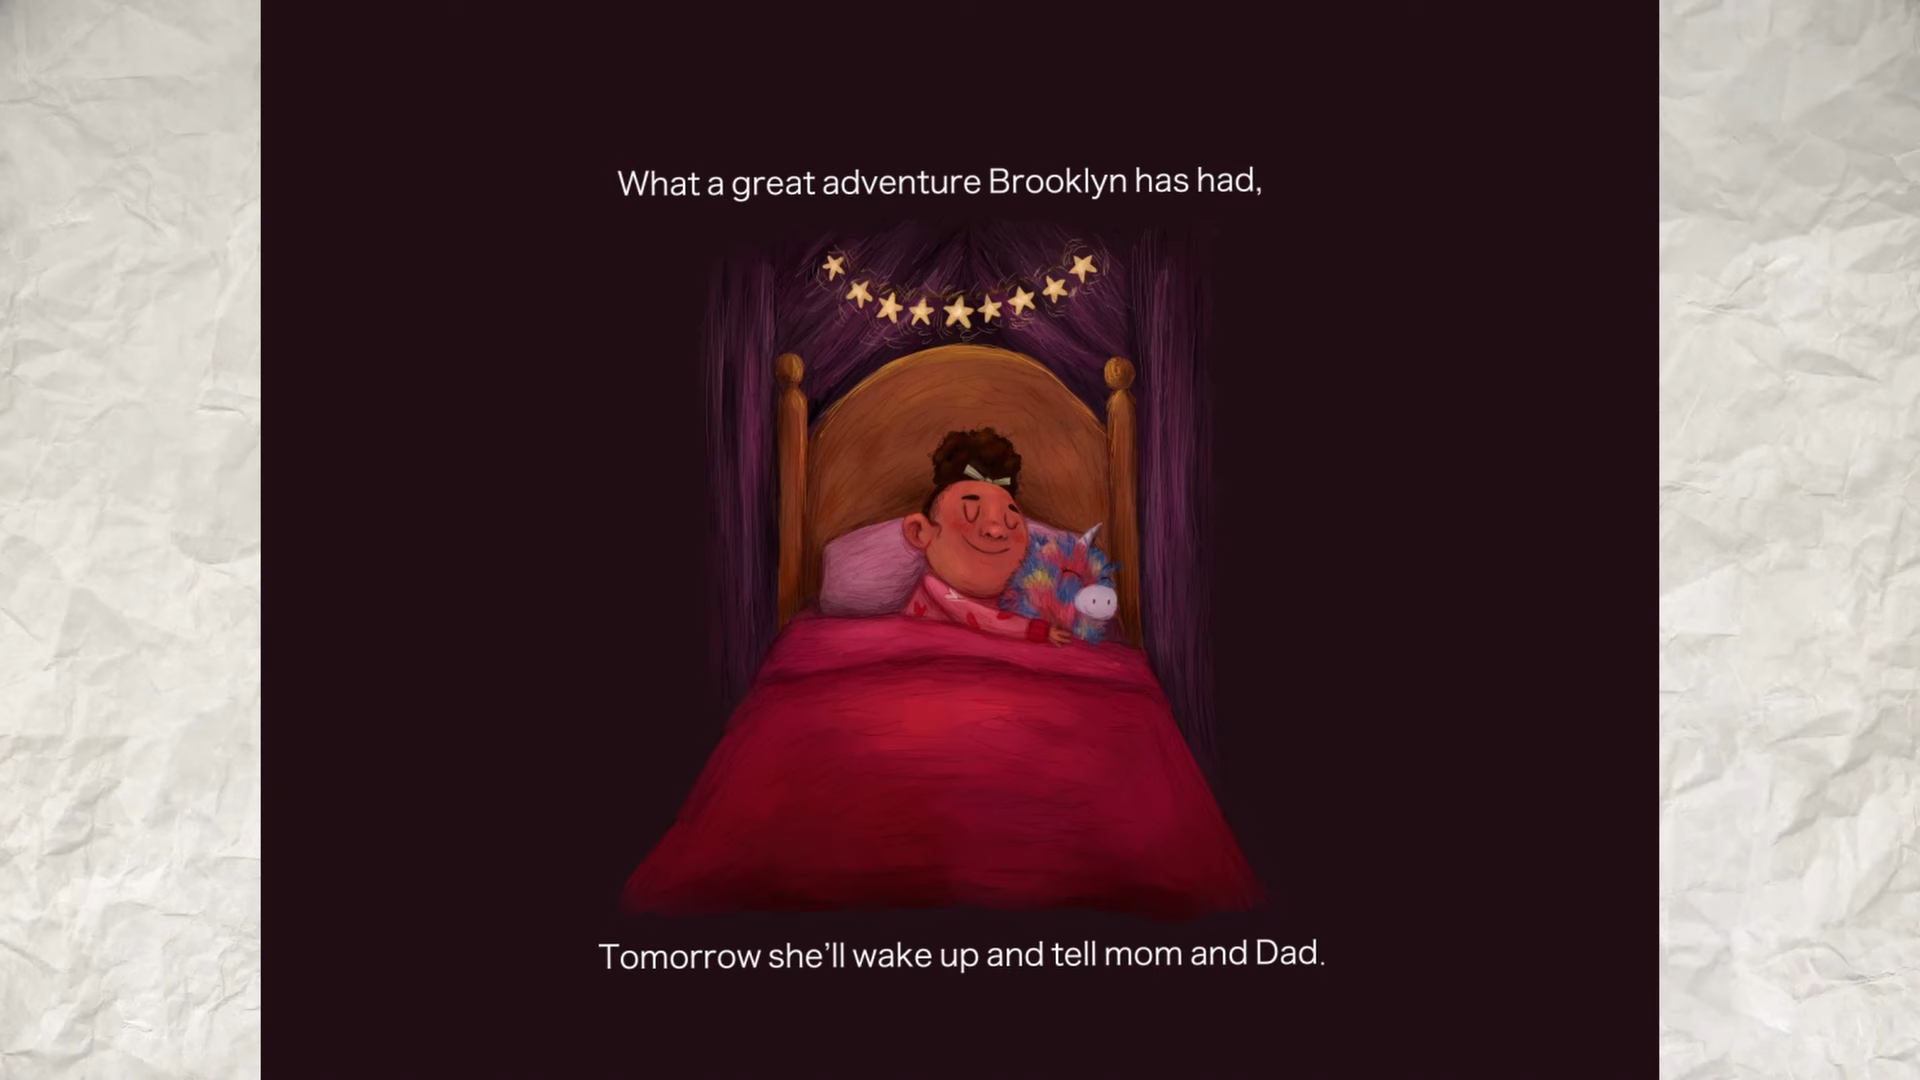 What a great adventure Brooklyn has had,
Tomorrow she'll wake up and tell mom and Dad.